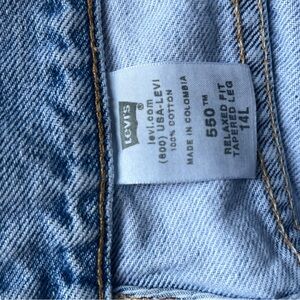 Levi's
®
levi.com
(800) USA-LEVI
100% COTTON
MADE IN COLOMBIA
550™
RELAXED FIT
TAPERED LEG
14L